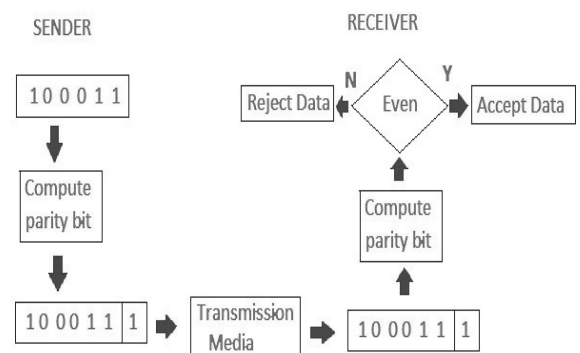 SENDER
1 0 0 0 1 1
Compute
parity bit
1 0 0 0 1 1 1
Transmission
Media
1 0 0 0 1 1 1
Compute
parity bit
Even
N
Y
Reject Data
Accept Data
RECEIVER